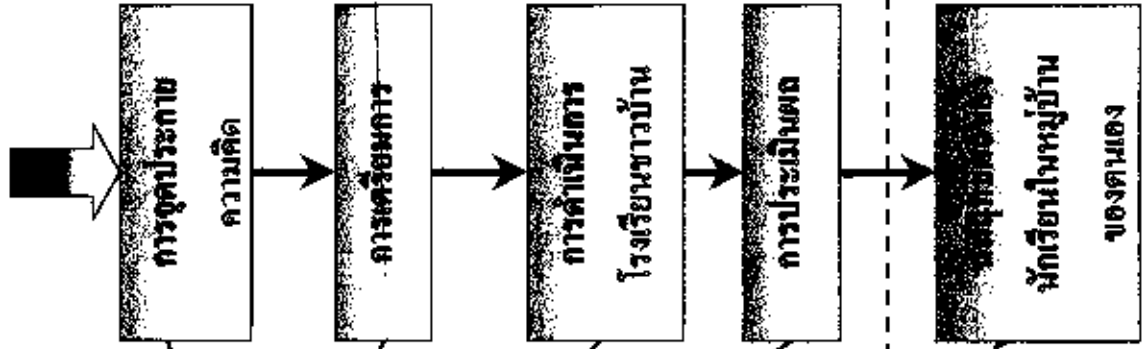 การจุดประกาย
ความคิด
การเตรียมการ
การดำเนินการ
โรงเรียนชาวบ้าน
การประเมินผล
นักเรียนในหมู่บ้าน
ของตนเอง